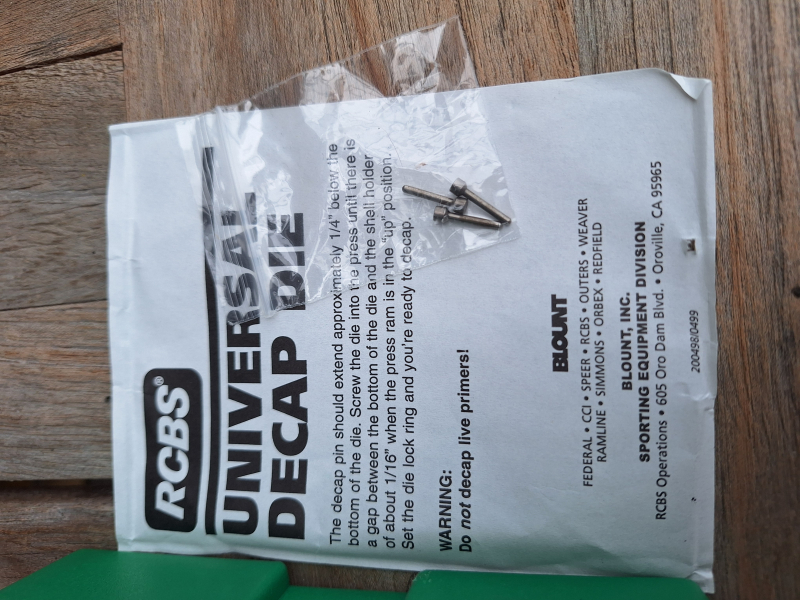 RCBS®
UNIVERSAL
DECAP DIE
The decap pin should extend approximately 1/4" below the
bottom of the die. Screw the die into the press until there is
a gap between the bottom of the die and the shell holder
of about 1/16" when the press ram is in the "up" position.
Set the die lock ring and you're ready to decap.
WARNING:
Do not decap live primers!
BLOUNT
FEDERAL • CCI • SPEER • RCBS • OUTERS • WEAVER
RAMLINE • SIMMONS • ORBEX • REDFIELD
BLOUNT, INC.
SPORTING EQUIPMENT DIVISION
RCBS Operations • 605 Oro Dam Blvd. • Oroville, CA 95965
200498/0499